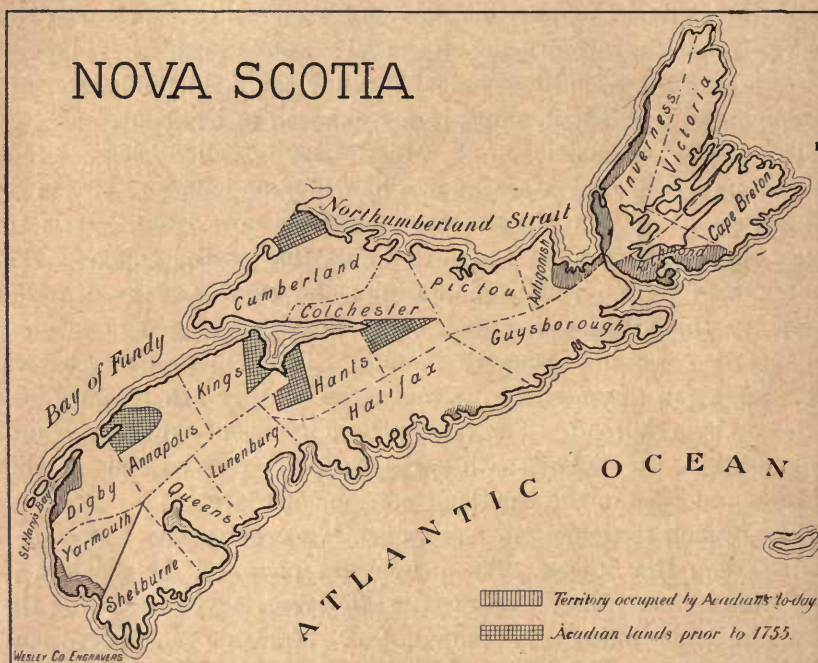 NOVA SCOTIA
Inverness
Victoria
Cape Breton
Richmond
Northumberland Strait
Cumberland
Colchester
Pictou
Antigonish
Guysborough
Bay of Fundy
Kings
Hants
Halifax
Annapolis
Lunenburg
Digby
Queens
St. Mary's Bay
Yarmouth
Shelburne
ATLANTIC OCEAN
Territory occupied by Acadians to-day
Acadian lands prior to 1755.
WESLEY CO ENGRAVERS